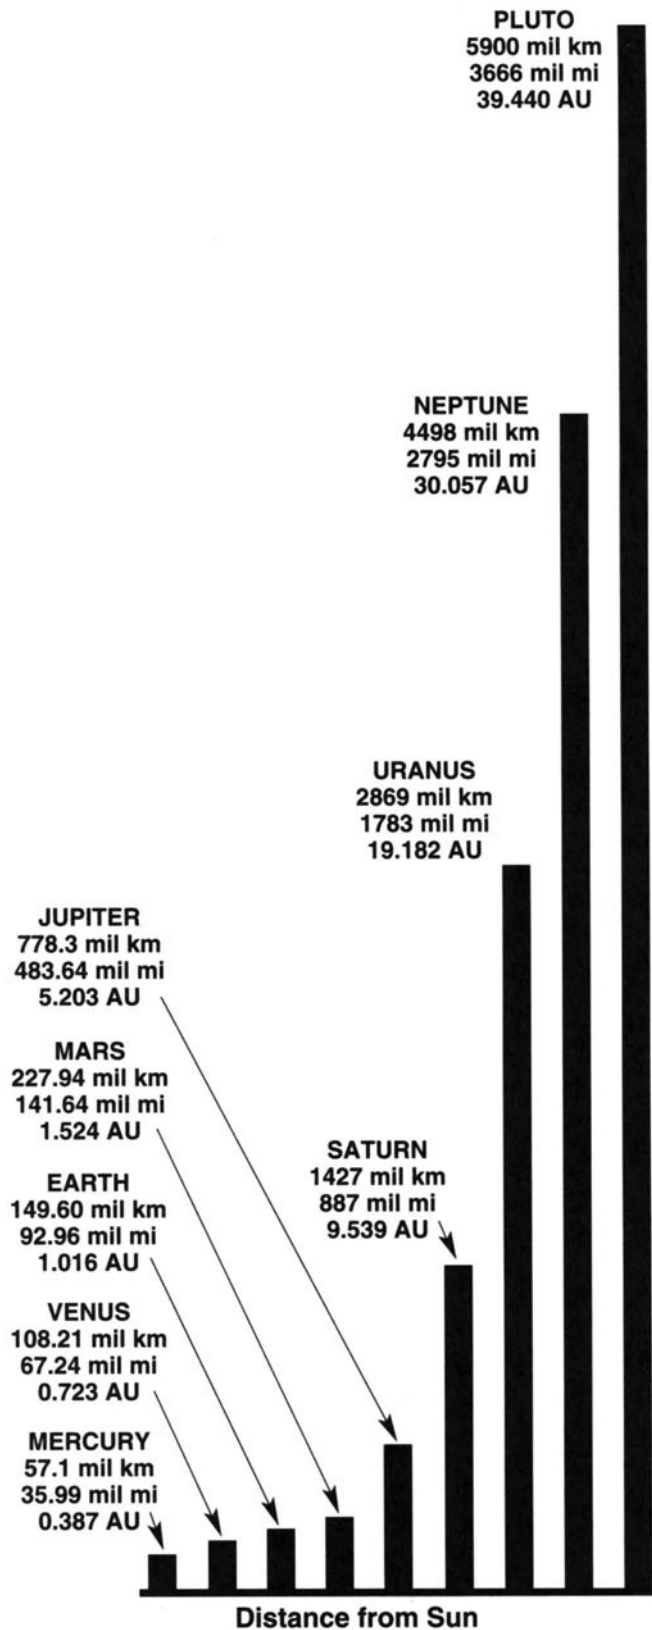 PLUTO
5900 mil km
3666 mil mi
39.440 AU
NEPTUNE
4498 mil km
2795 mil mi
30.057 AU
URANUS
2869 mil km
1783 mil mi
19.182 AU
JUPITER
778.3 mil km
483.64 mil mi
5.203 AU
MARS
227.94 mil km
141.64 mil mi
1.524 AU
SATURN
1427 mil km
887 mil mi
9.539 AU
EARTH
149.60 mil km
92.96 mil mi
1.016 AU
VENUS
108.21 mil km
67.24 mil mi
0.723 AU
MERCURY
57.1 mil km
35.99 mil mi
0.387 AU
Distance from Sun